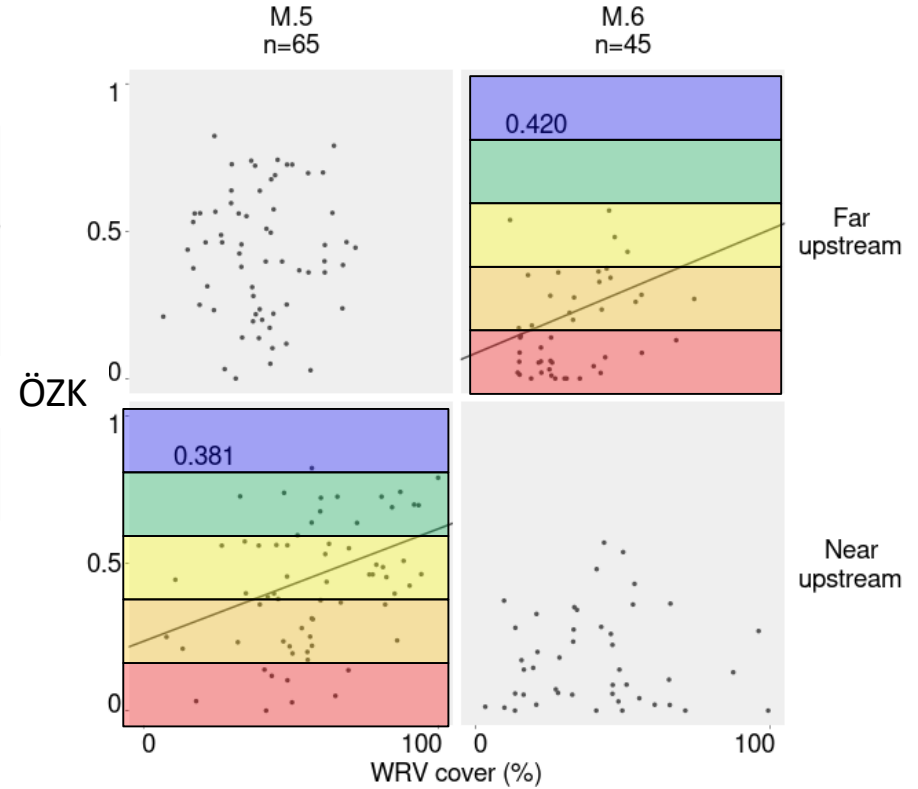 M.5
n=65
M.6
n=45
1
0.5
0
0.420
Far
upstream
ÖZK
1
0.5
0
0.381
Near
upstream
0
100
0
100
WRV cover (%)